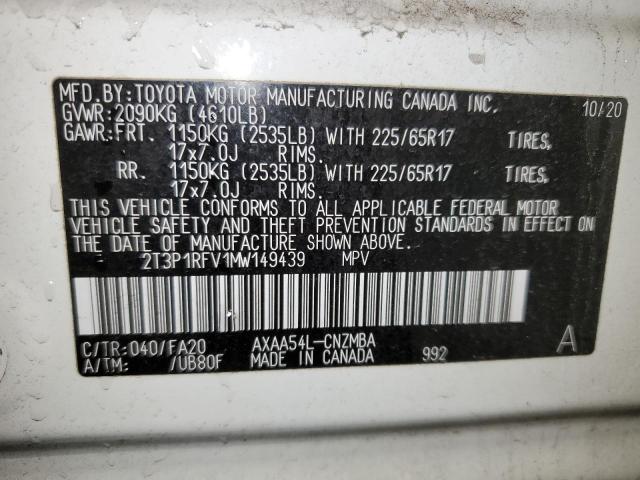 MFD.BY:TOYOTA MOTOR MANUFACTURING CANADA INC. 10/20
GVWR:2090KG (4610LB)
GAWR:FRT. 1150KG (2535LB) WITH 225/65R17 TIRES,
17x7.0J RIMS.
RR. 1150KG (2535LB) WITH 225/65R17 TIRES,
17x7.0J RIMS.
THIS VEHICLE CONFORMS TO ALL APPLICABLE FEDERAL MOTOR
VEHICLE SAFETY AND THEFT PREVENTION STANDARDS IN EFFECT ON
THE DATE OF MANUFACTURE SHOWN ABOVE.
2T3P1RFV1MW149439 MPV
C/TR:040/FA20 AXAA54L-CNZMBA A
A/TM: /UB80F MADE IN CANADA 992